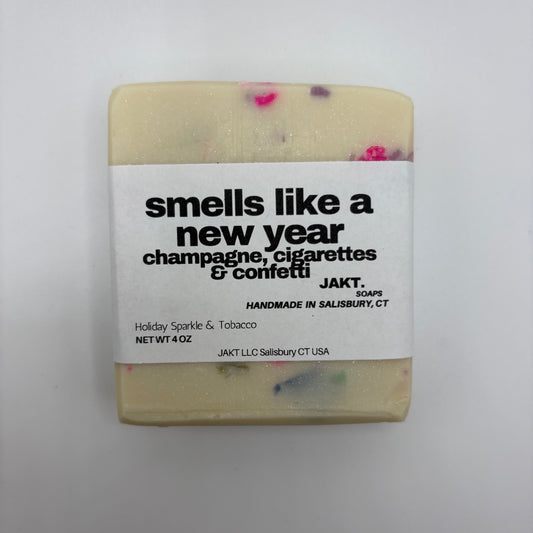 smells like a
new year
champagne, cigarettes
& confetti
JAKT.
SOAPS
HANDMADE IN SALISBURY, CT
Holiday Sparkle & Tobacco
NET WT 4 OZ
JAKT LLC Salisbury CT USA